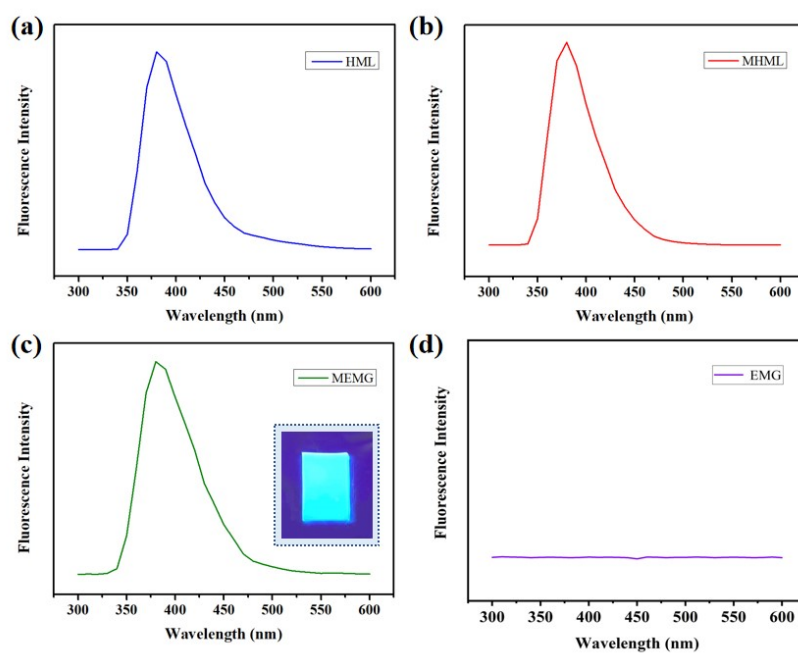 (a)
HML
Fluorescence Intensity
300 350 400 450 500 550 600
Wavelength (nm)
(b)
MHML
Fluorescence Intensity
300 350 400 450 500 550 600
Wavelength (nm)
(c)
MEMG
Fluorescence Intensity
300 350 400 450 500 550 600
Wavelength (nm)
(d)
EMG
Fluorescence Intensity
300 350 400 450 500 550 600
Wavelength (nm)